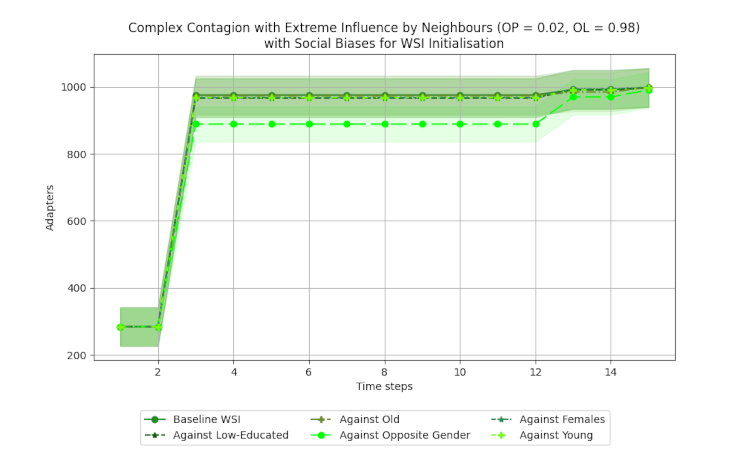 Complex Contagion with Extreme Influence by Neighbours (OP = 0.02, OL = 0.98)
with Social Biases for WSI Initialisation
1000
800
600
400
200
Adapters
2 4 6 8 10 12 14
Time steps
Baseline WSI Against Old Against Females
Against Low-Educated Against Opposite Gender Against Young